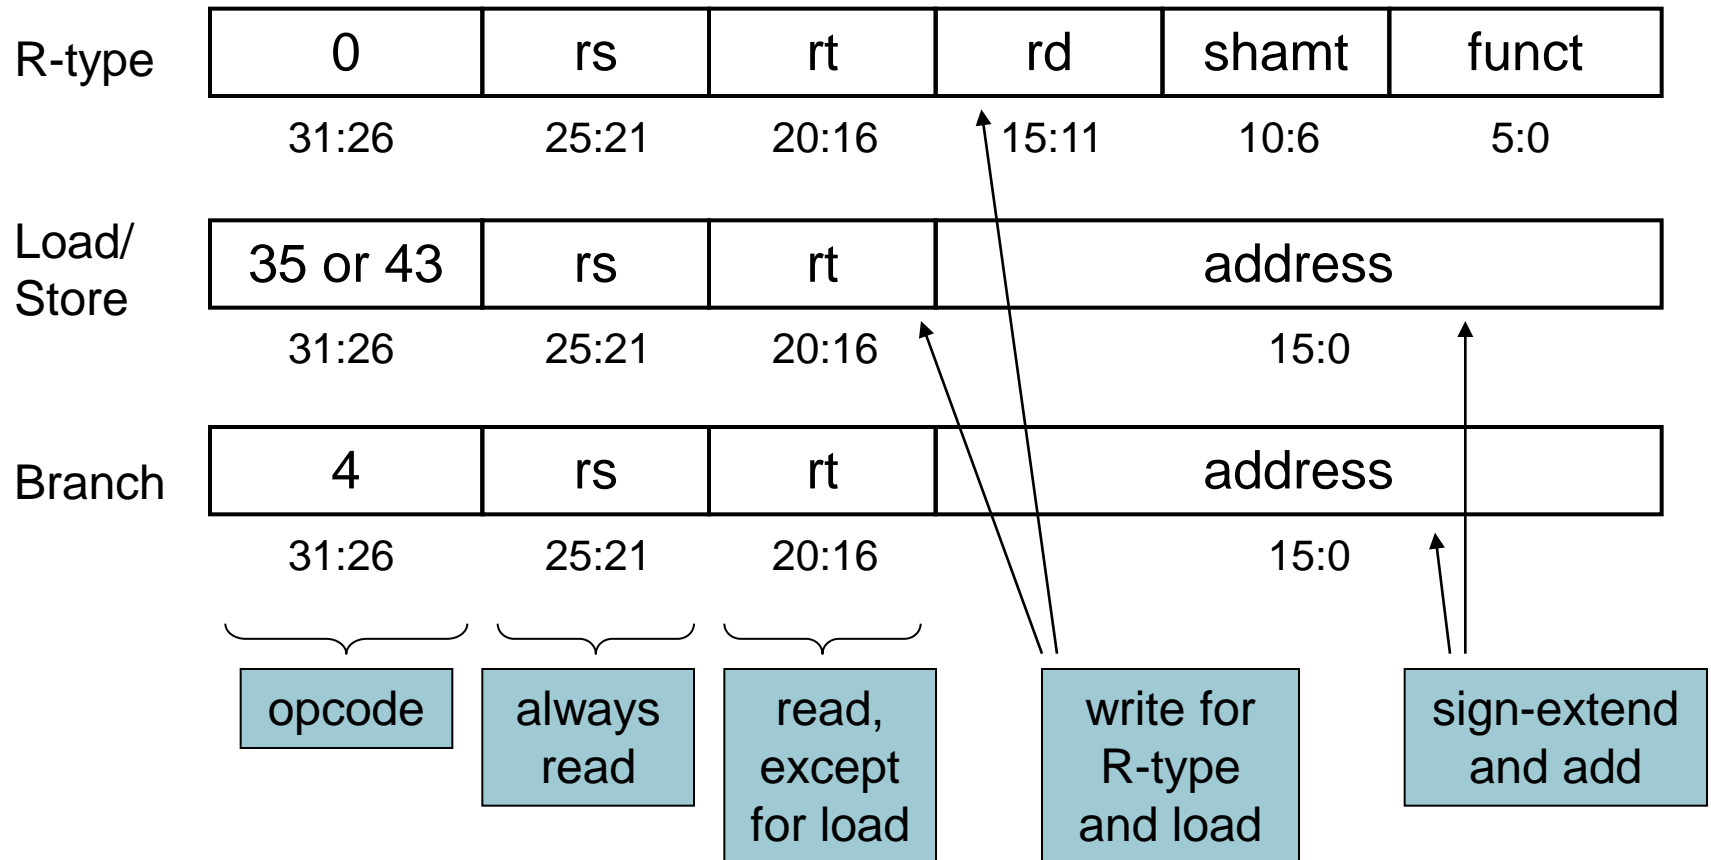 R-type 0 rs rt rd shamt funct
31:26 25:21 20:16 15:11 10:6 5:0
Load/
Store
35 or 43 rs rt address
31:26 25:21 20:16 15:0
Branch 4 rs rt address
31:26 25:21 20:16 15:0
opcode
always
read
read,
except
for load
write for
R-type
and load
sign-extend
and add